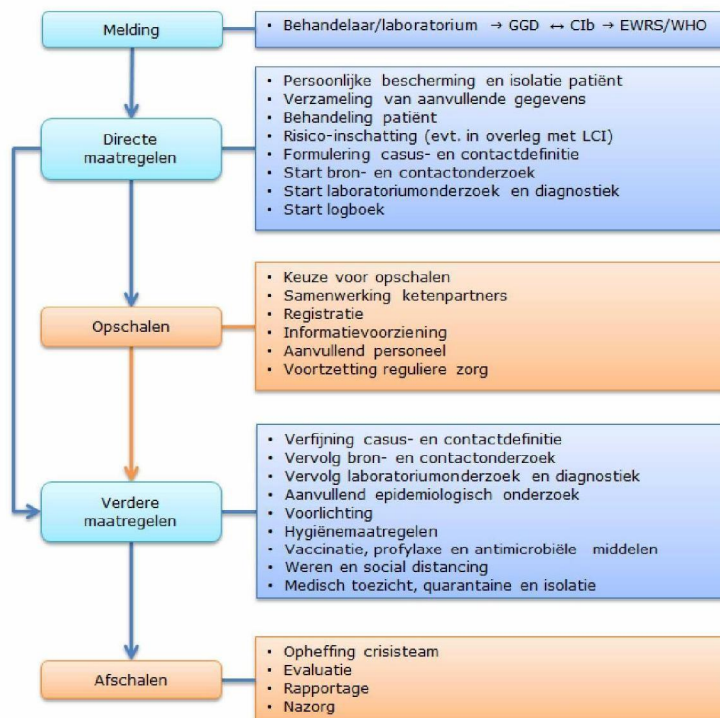 Melding
• Behandelaar/laboratorium → GGD ↔ CIb → EWRS/WHO
Directe
maatregelen
• Persoonlijke bescherming en isolatie patiënt
• Verzameling van aanvullende gegevens
• Behandeling patiënt
• Risico-inschatting (evt. in overleg met LCI)
• Formulering casus- en contactdefinitie
• Start bron- en contactonderzoek
• Start laboratoriumonderzoek en diagnostiek
• Start logboek
Opschalen
• Keuze voor opschalen
• Samenwerking ketenpartners
• Registratie
• Informatievoorziening
• Aanvullend personeel
• Voortzetting reguliere zorg
Verdere
maatregelen
• Verfijning casus- en contactdefinitie
• Vervolg bron- en contactonderzoek
• Vervolg laboratoriumonderzoek en diagnostiek
• Aanvullend epidemiologisch onderzoek
• Voorlichting
• Hygiënemaatregelen
• Vaccinatie, profylaxe en antimicrobiële middelen
• Weren en social distancing
• Medisch toezicht, quarantaine en isolatie
Afschalen
• Opheffing crisisteam
• Evaluatie
• Rapportage
• Nazorg